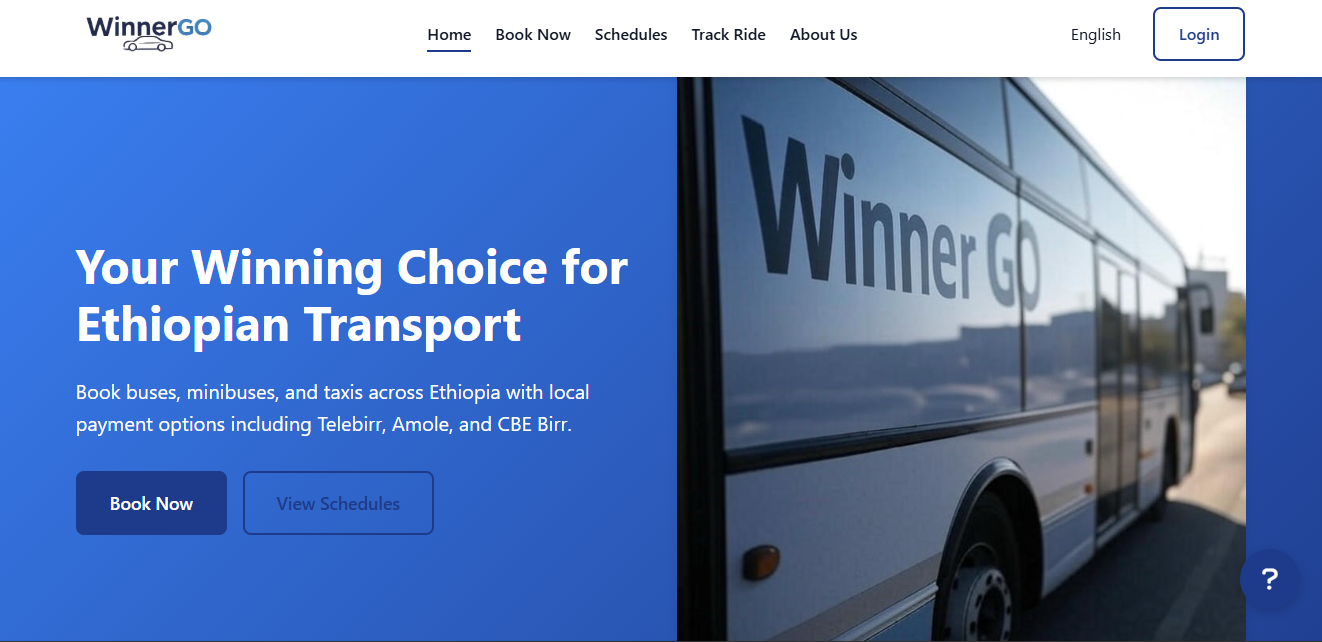 WinnerGO
Home
Book Now
Schedules
Track Ride
About Us
English
Login
Winner GO
Your Winning Choice for
Ethiopian Transport
Book buses, minibuses, and taxis across Ethiopia with local
payment options including Telebirr, Amole, and CBE Birr.
Book Now
View Schedules
?